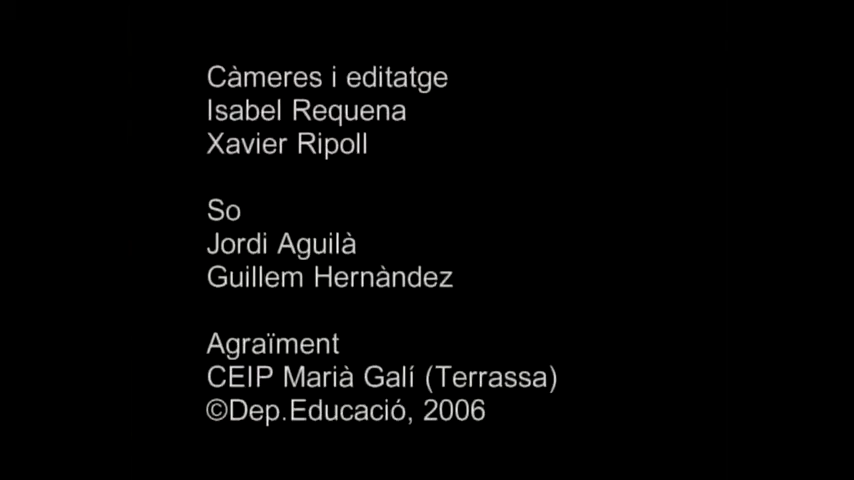 Càmeres i editatge
Isabel Requena
Xavier Ripoll
So
Jordi Aguilà
Guillem Hernàndez
Agraïment
CEIP Marià Galí (Terrassa)
©Dep.Educació, 2006